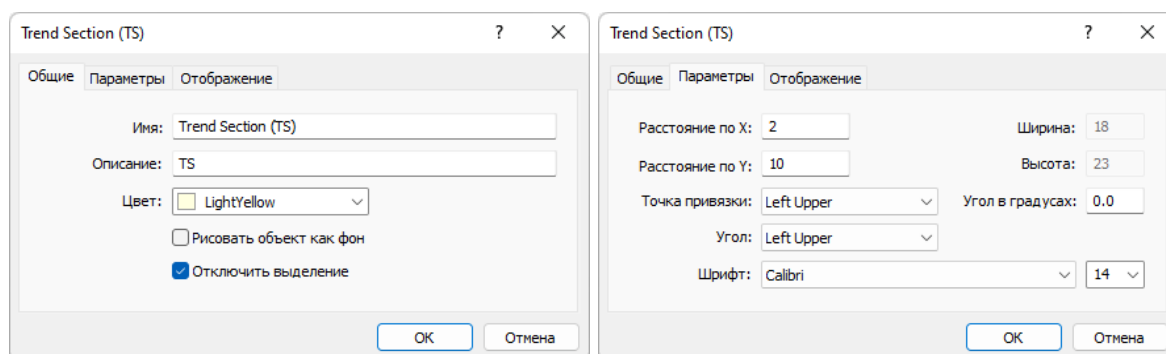 Trend Section (TS) ?
Общие Параметры Отображение
Имя: Trend Section (TS)
Описание: TS
Цвет: LightYellow
Рисовать объект как фон
Отключить выделение
OK Отмена
Trend Section (TS) ?
Общие Параметры Отображение
Расстояние по X: 2 Ширина: 18
Расстояние по Y: 10 Высота: 23
Точка привязки: Left Upper Угол в градусах: 0.0
Угол: Left Upper
Шрифт: Calibri 14
OK Отмена